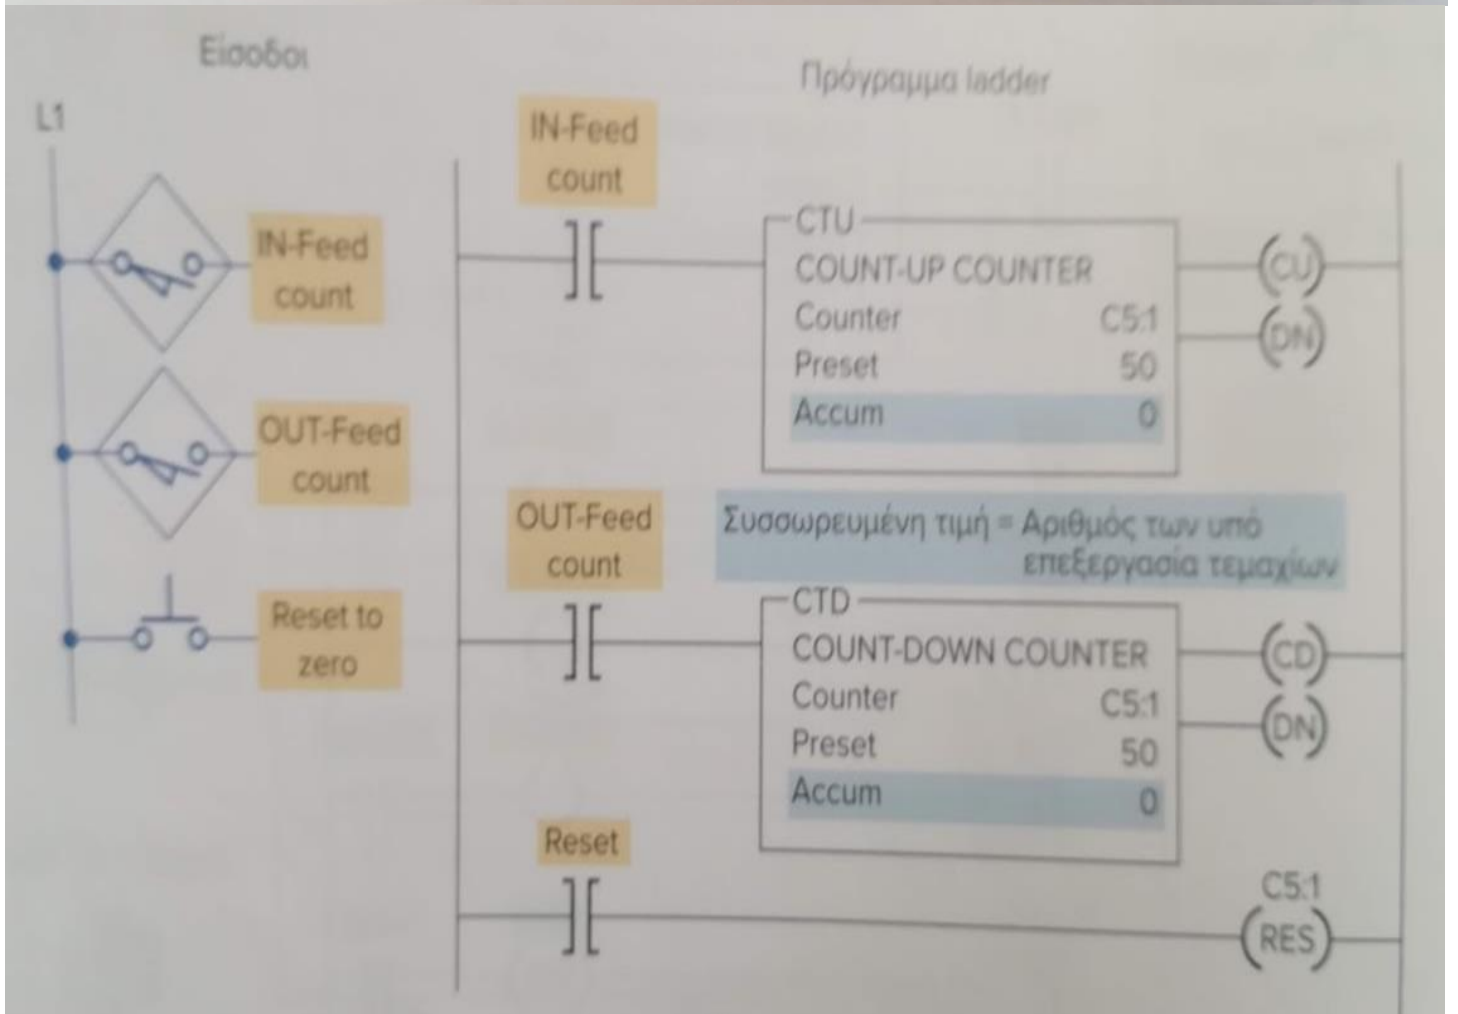 Είσοδοι
Πρόγραμμα ladder
L1
IN-Feed
count
OUT-Feed
count
Reset to
zero
IN-Feed
count
CTU
COUNT-UP COUNTER
Counter C5:1
Preset 50
Accum 0
(CU)
(DN)
OUT-Feed
count
Συσσωρευμένη τιμή = Αριθμός των υπό
επεξεργασία τεμαχίων
CTD
COUNT-DOWN COUNTER
Counter C5:1
Preset 50
Accum 0
(CD)
(DN)
Reset
C5:1
(RES)